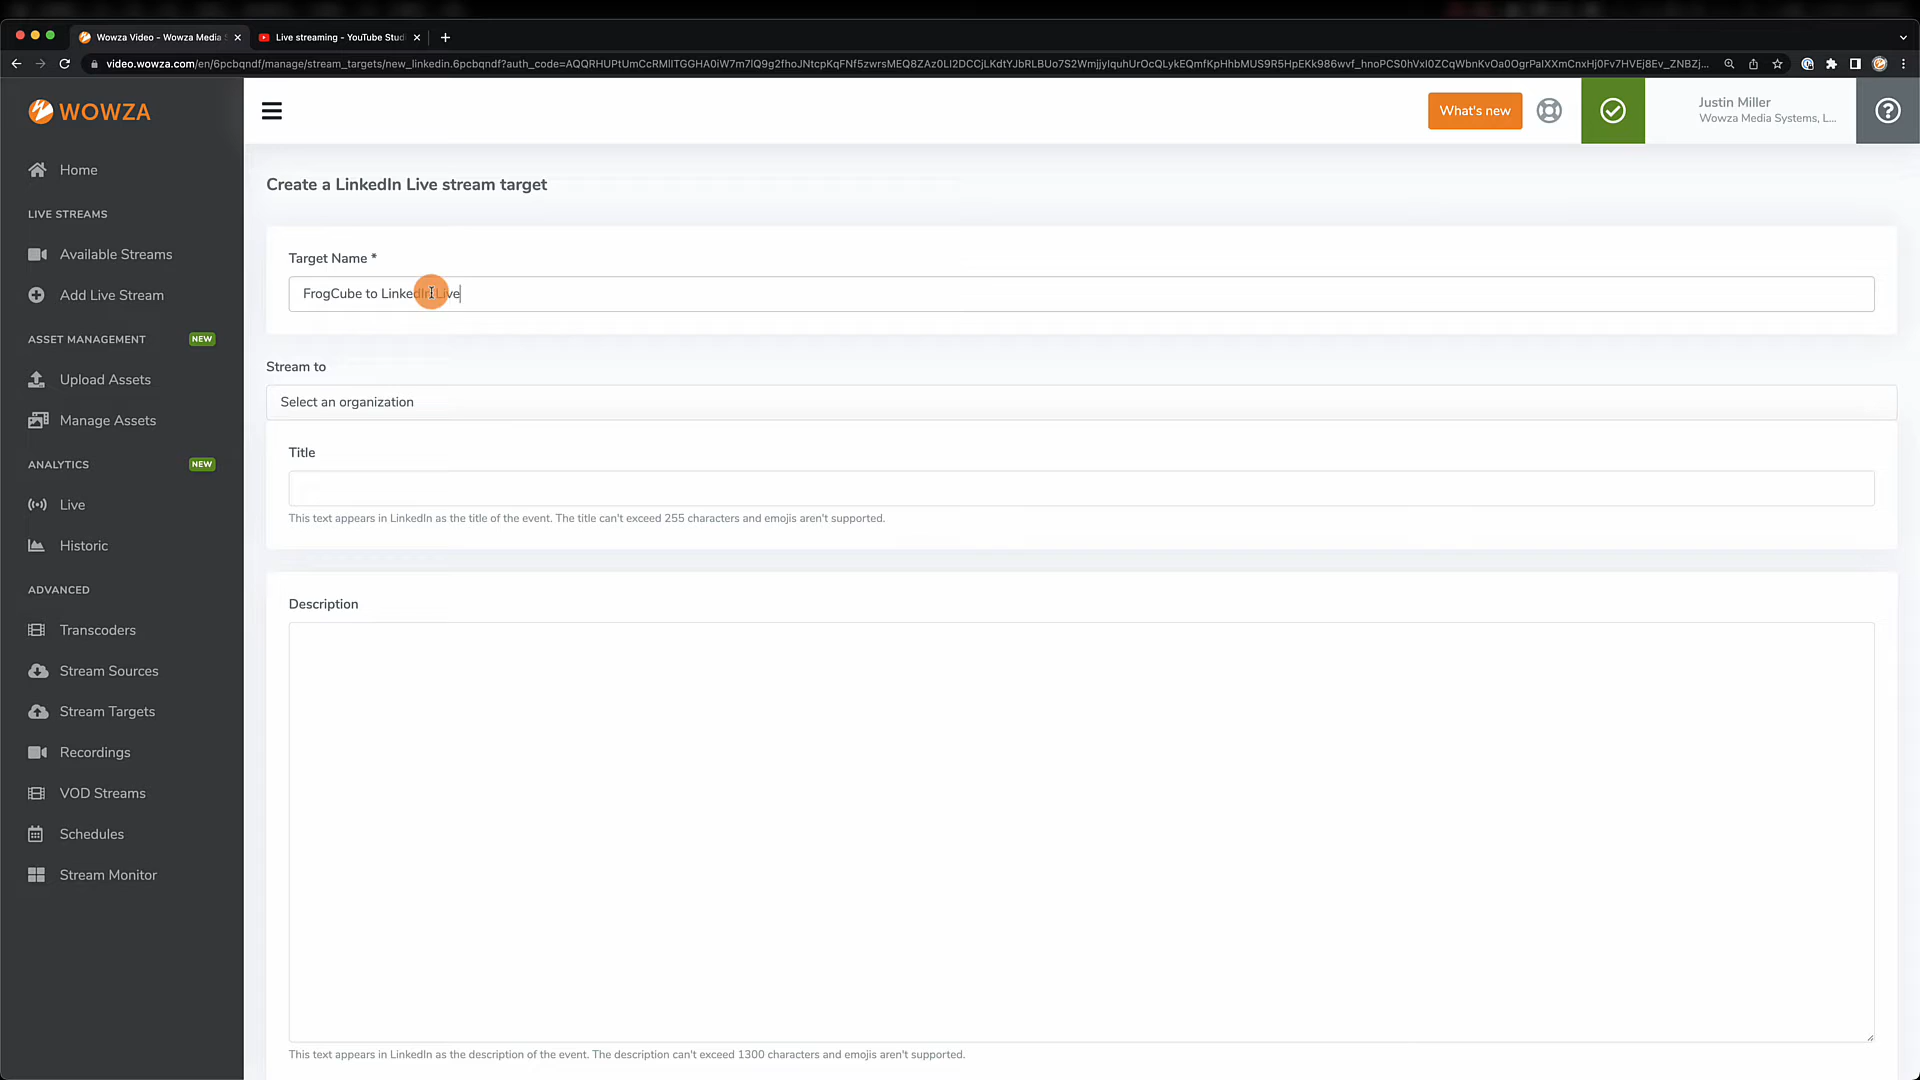 Wowza Video - Wowza Media
Live streaming - YouTube Stud
video.wowza.com/en/6pcbqndf/manage/stream_targets/new_linkedin.6pcbqndf?auth_code=
WOWZA
What's new
Justin Miller
Wowza Media Systems, L...
Home
LIVE STREAMS
Available Streams
Add Live Stream
ASSET MANAGEMENT NEW
Upload Assets
Manage Assets
ANALYTICS NEW
Live
Historic
ADVANCED
Transcoders
Stream Sources
Stream Targets
Recordings
VOD Streams
Schedules
Stream Monitor
Create a LinkedIn Live stream target
Target Name *
FrogCube to LinkedIn Live
Stream to
Select an organization
Title
This text appears in LinkedIn as the title of the event. The title can't exceed 255 characters and emojis aren't supported.
Description
This text appears in LinkedIn as the description of the event. The description can't exceed 1300 characters and emojis aren't supported.